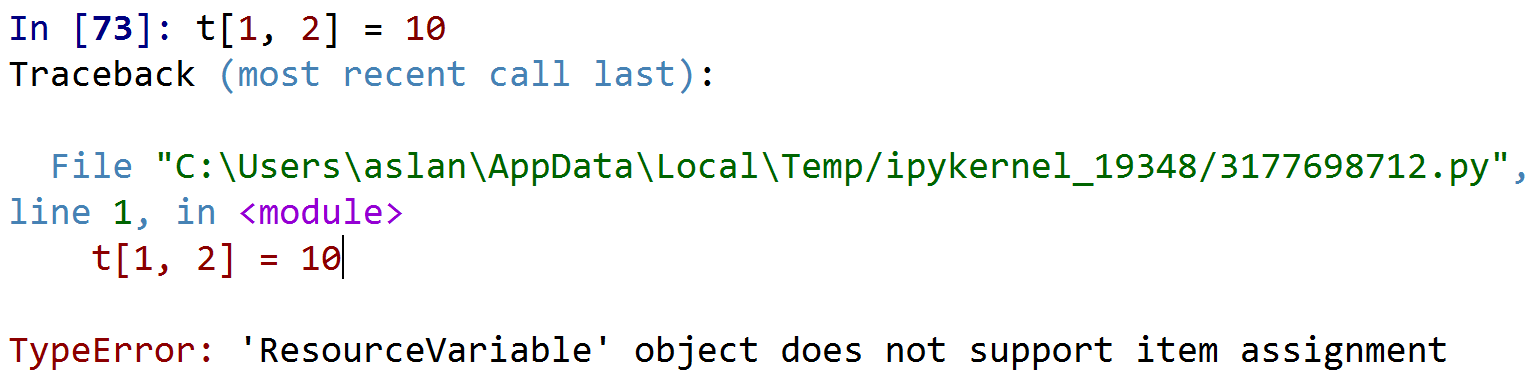 In [73]: t[1, 2] = 10
Traceback (most recent call last):
  File "C:\Users\aslan\AppData\Local\Temp/ipykernel_19348/3177698712.py",
line 1, in <module>
    t[1, 2] = 10
TypeError: 'ResourceVariable' object does not support item assignment